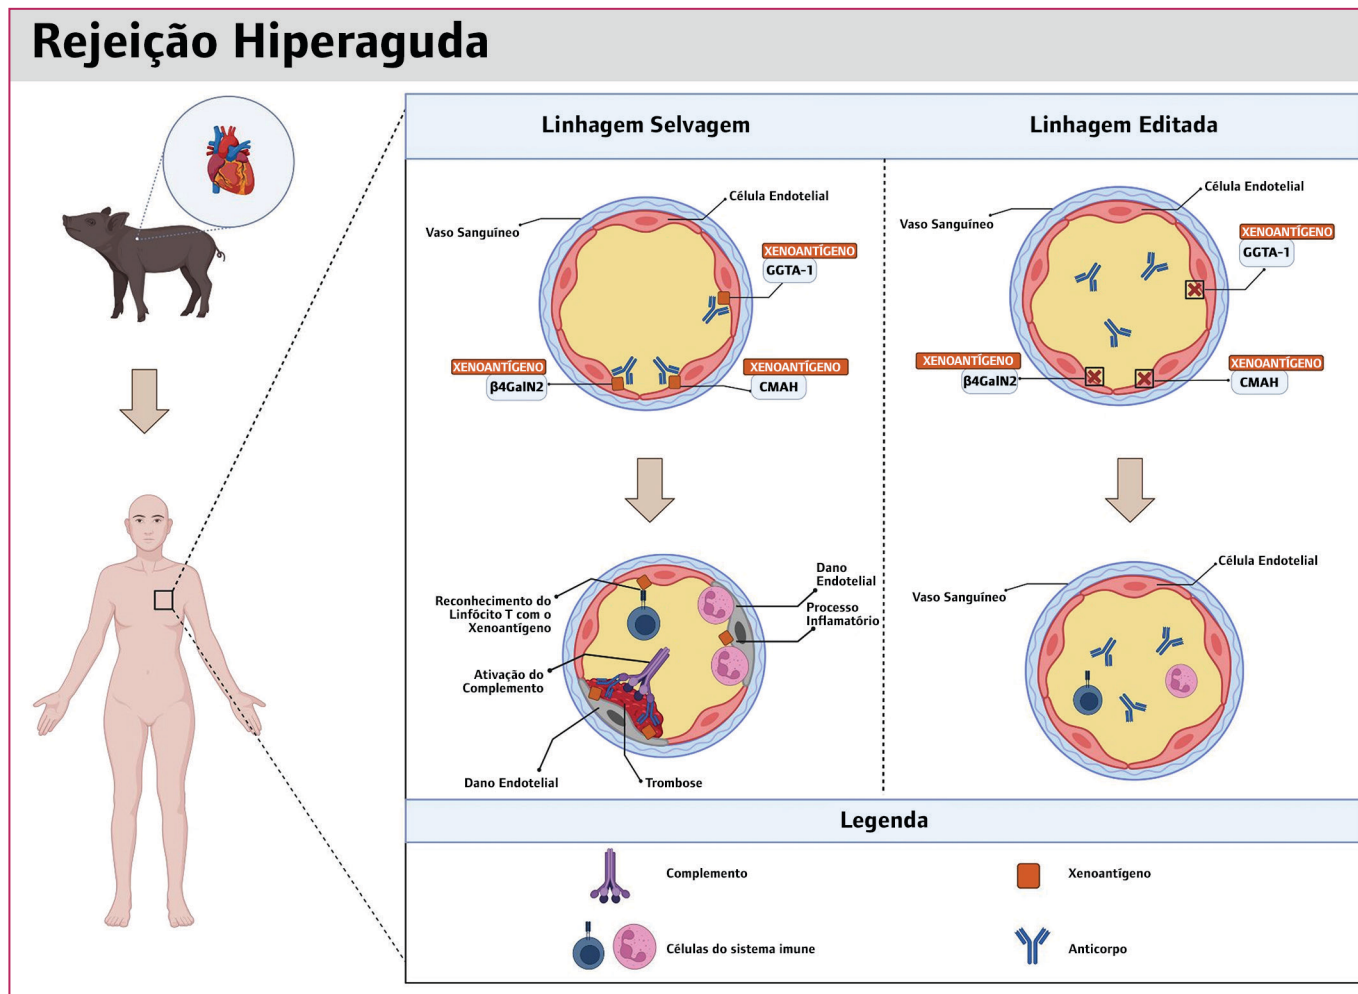 Rejeição Hiperaguda
Linhagem Selvagem
Linhagem Editada
Célula Endotelial
Vaso Sanguíneo
XENOANTÍGENO
GGTA-1
XENOANTÍGENO
β4GalN2
XENOANTÍGENO
CMAH
Célula Endotelial
Vaso Sanguíneo
XENOANTÍGENO
GGTA-1
XENOANTÍGENO
β4GalN2
XENOANTÍGENO
CMAH
Dano
Endotelial
Processo
Inflamatório
Reconhecimento do
Linfócito T com o
Xenoantígeno
Ativação do
Complemento
Dano Endotelial
Trombose
Célula Endotelial
Vaso Sanguíneo
Legenda
Complemento
Xenoantígeno
Células do sistema imune
Anticorpo